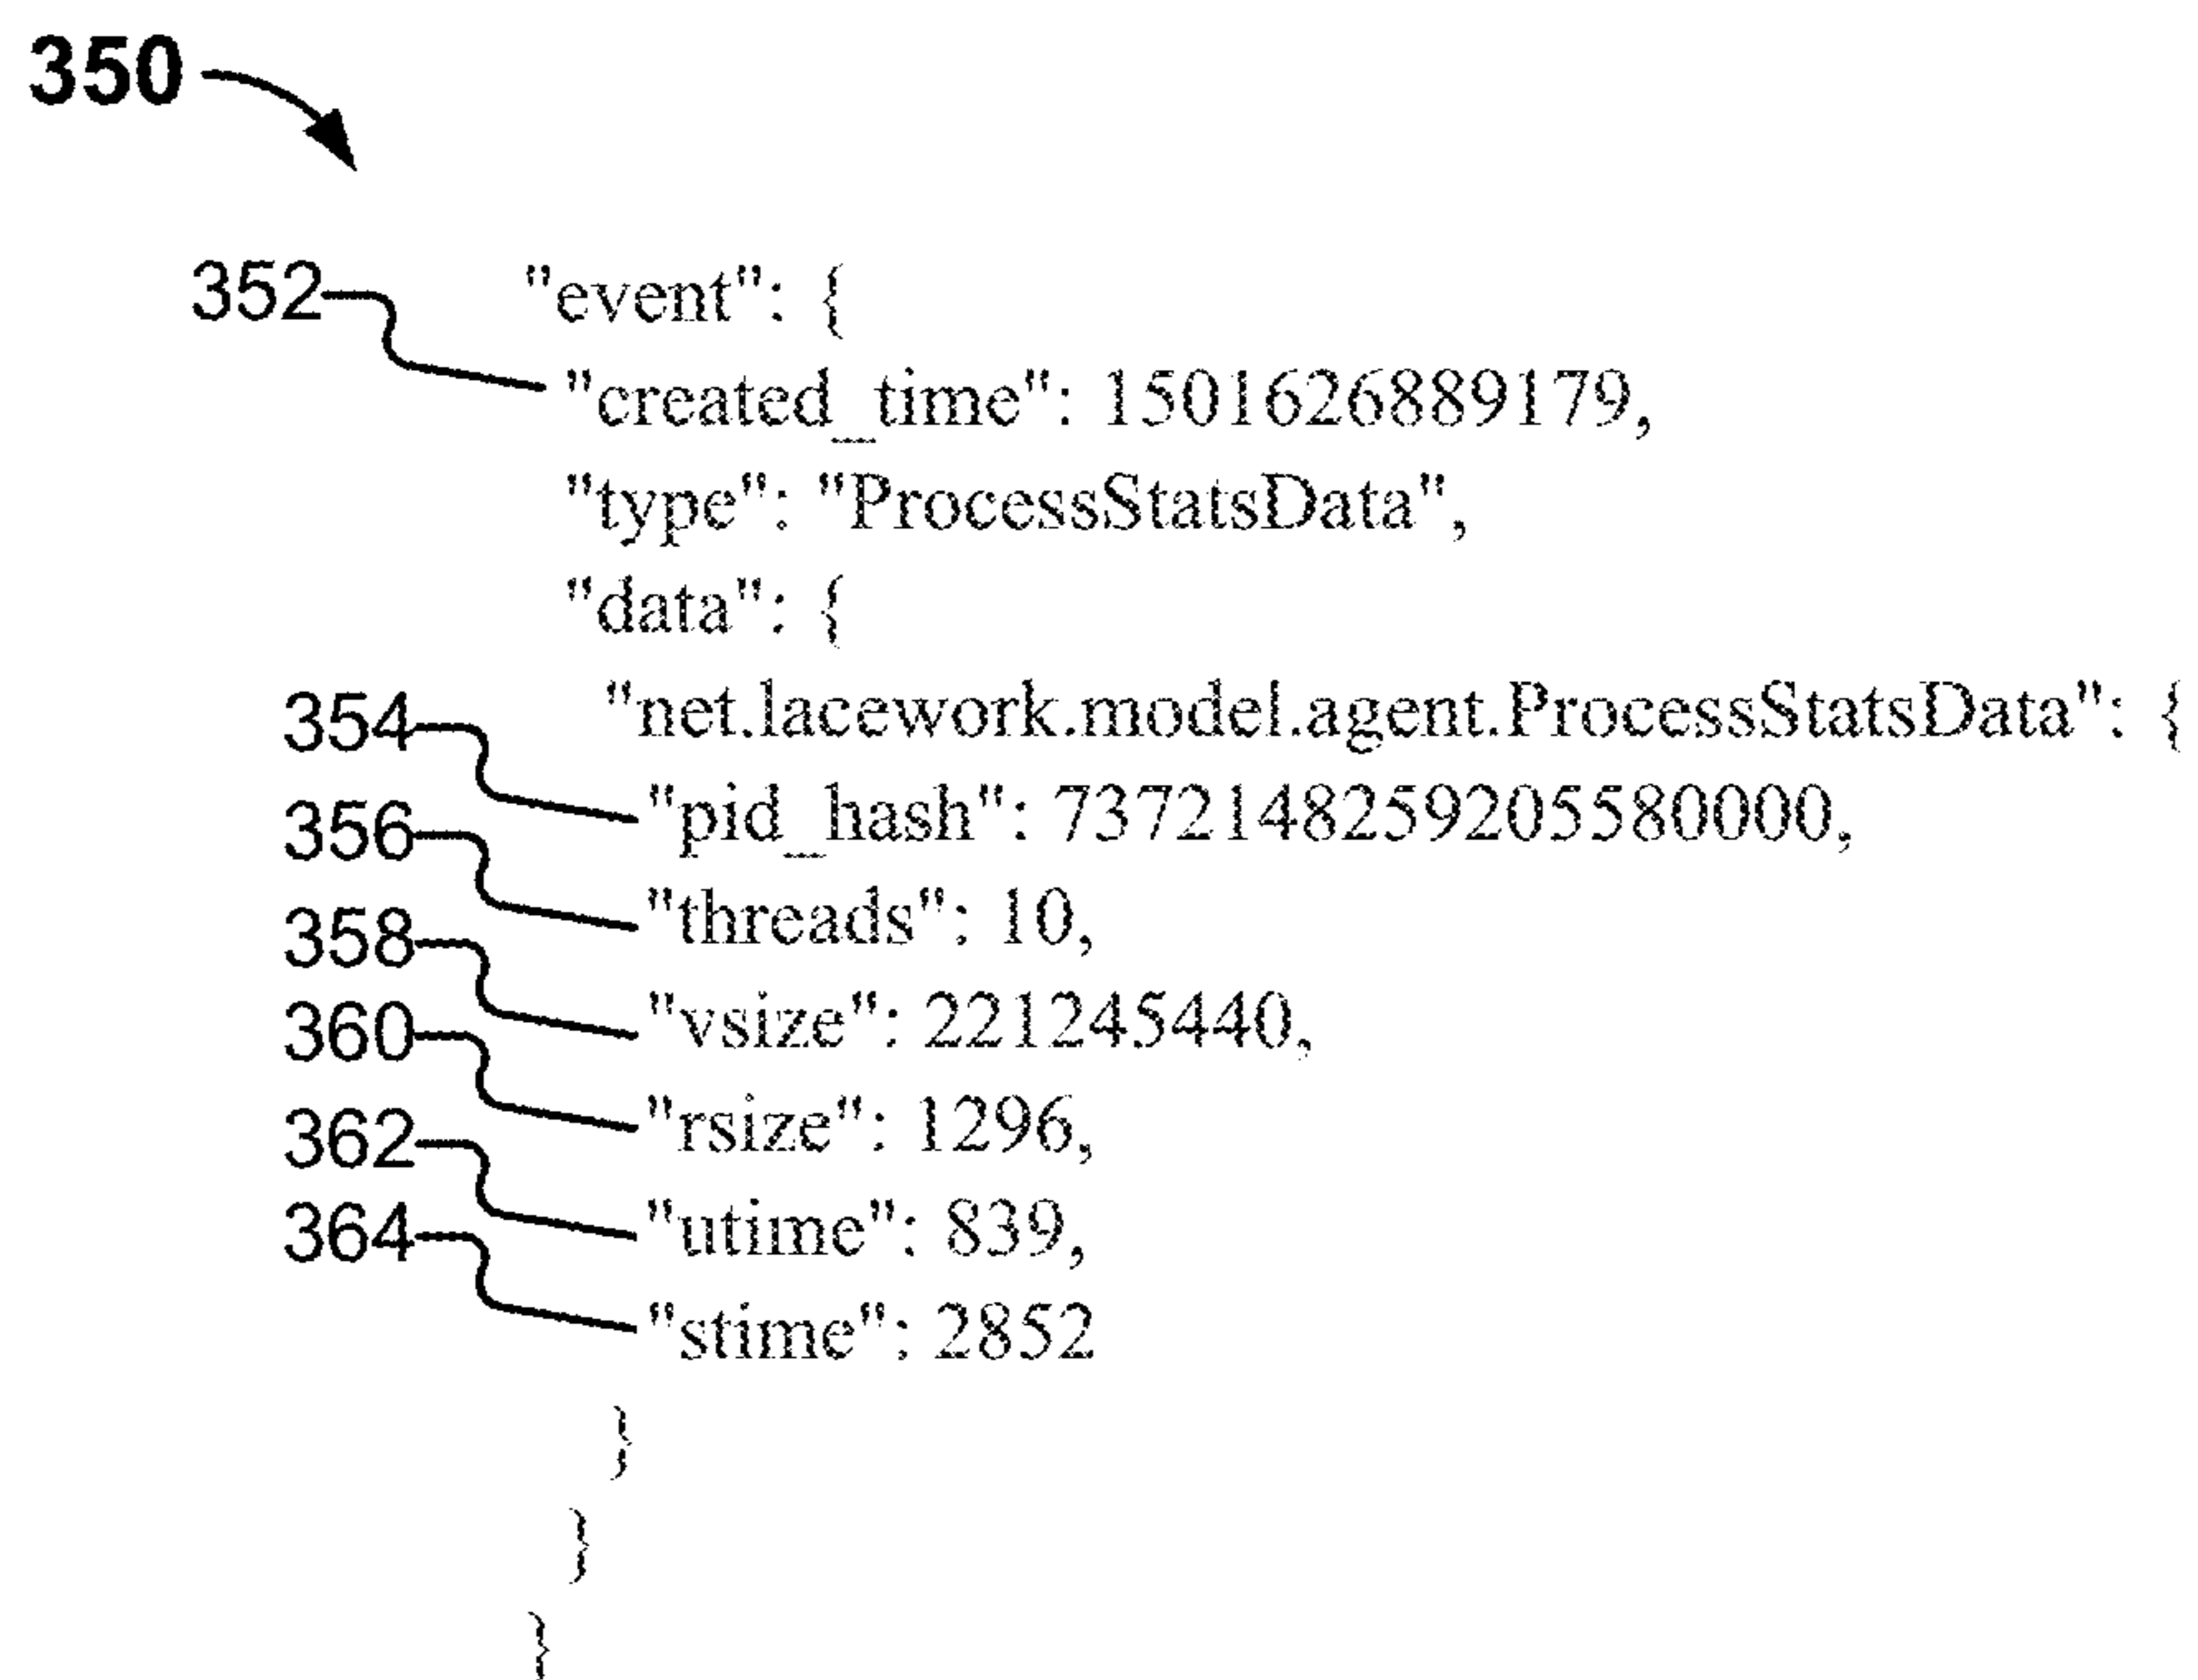 350
352 "event": {
"created_time": 1501626889179,
"type": "ProcessStatsData",
"data": {
354 "net.lacework.model.agent.ProcessStatsData": {
356 "pid_hash": 7372148259205580000,
358 "threads": 10,
360 "vsize": 221245440,
362 "rsize": 1296,
364 "utime": 839,
"stime": 2852
}
}
}